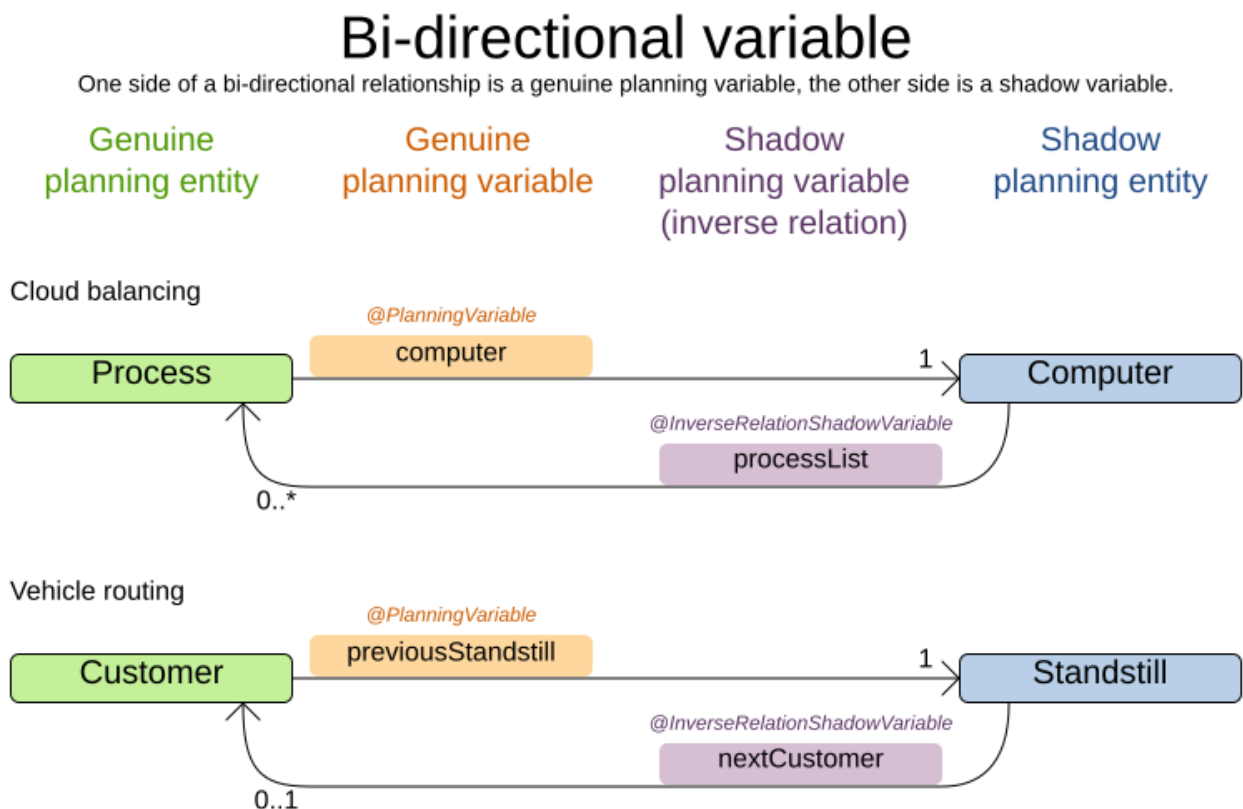 Bi-directional variable
One side of a bi-directional relationship is a genuine planning variable, the other side is a shadow variable.
Genuine
planning entity
Genuine
planning variable
Shadow
planning variable
(inverse relation)
Shadow
planning entity
Cloud balancing
@PlanningVariable
computer
Process
1
Computer
@InverseRelationShadowVariable
processList
0..*
Vehicle routing
@PlanningVariable
previousStandstill
Customer
1
Standstill
@InverseRelationShadowVariable
nextCustomer
0..1